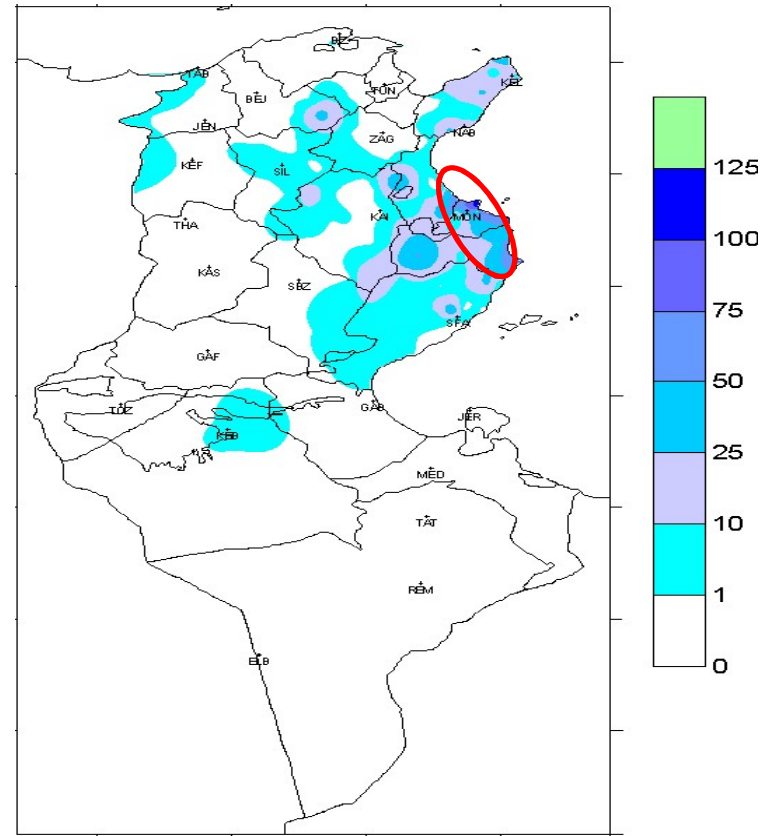 BIZ
TAB
KEL
TUN
BEJ
JEN
NAB
ZAG
KEF
SIL
125
KAI
MON
THA
100
KAS
SBZ
75
SFA
50
GAF
TOZ
GAB
JER
KEB
25
MED
10
TAT
REM
1
ELB
0